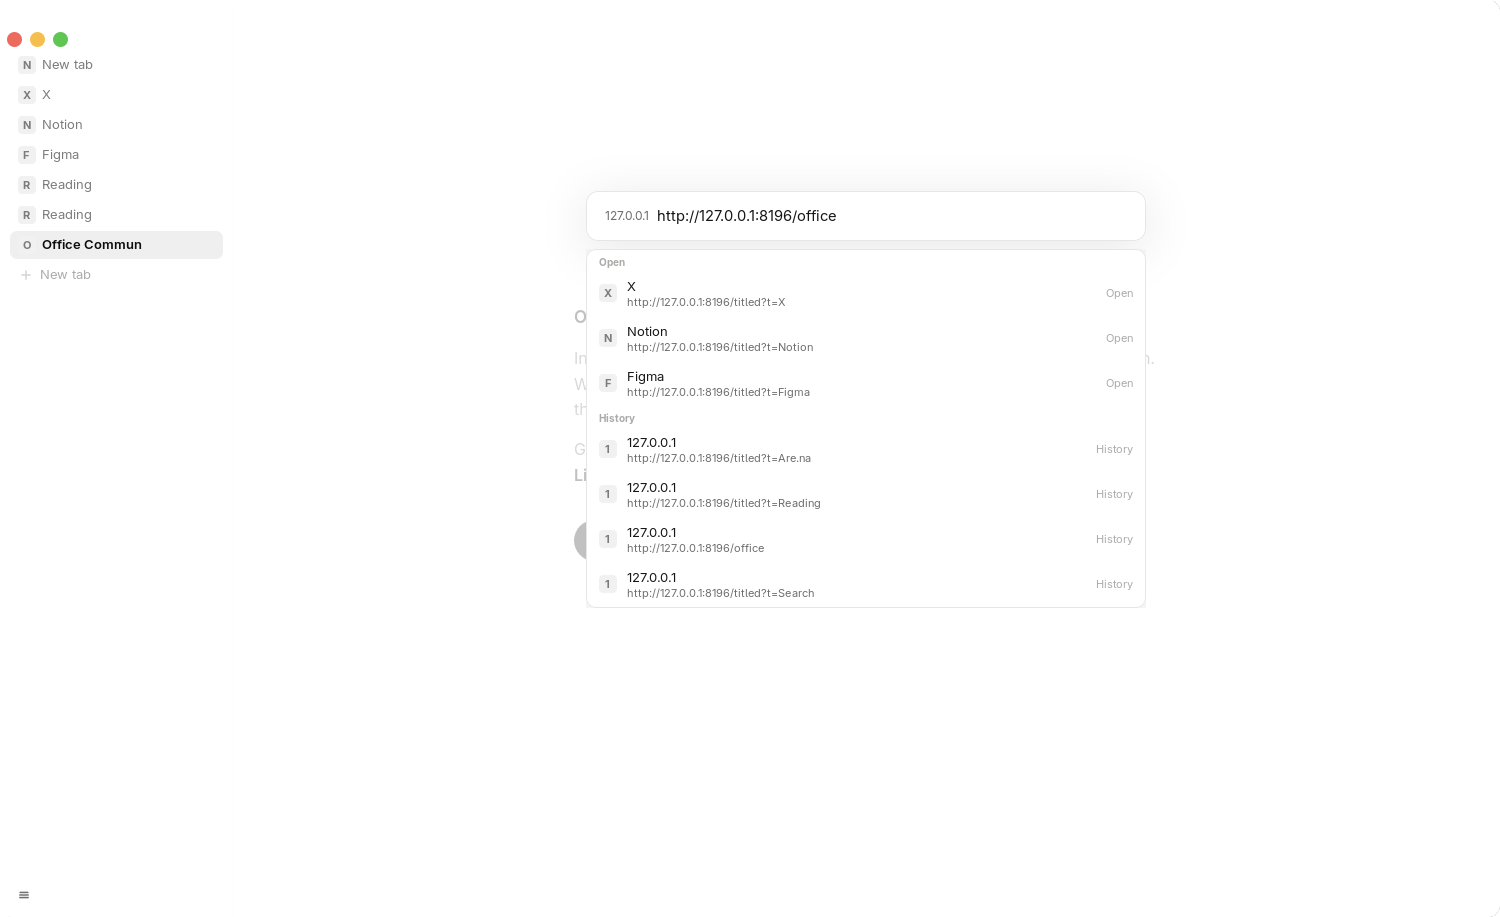 N New tab
X X
N Notion
F Figma
R Reading
R Reading
O Office Commun
+ New tab
127.0.0.1 http://127.0.0.1:8196/office
Open
X X Open
http://127.0.0.1:8196/titled?t=X
N Notion Open
http://127.0.0.1:8196/titled?t=Notion
F Figma Open
http://127.0.0.1:8196/titled?t=Figma
History
1 127.0.0.1 History
http://127.0.0.1:8196/titled?t=Are.na
1 127.0.0.1 History
http://127.0.0.1:8196/titled?t=Reading
1 127.0.0.1 History
http://127.0.0.1:8196/office
1 127.0.0.1 History
http://127.0.0.1:8196/titled?t=Search